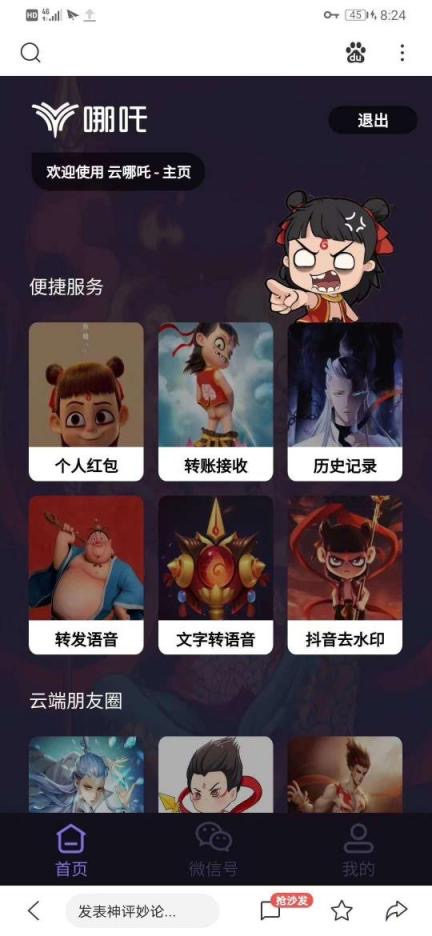 HD 4G 45 8:24
du
哪吒
退出
欢迎使用 云哪吒 - 主页
便捷服务
个人红包
转账接收
历史记录
转发语音
文字转语音
抖音去水印
云端朋友圈
首页
微信号
我的
发表神评妙论...
抢沙发